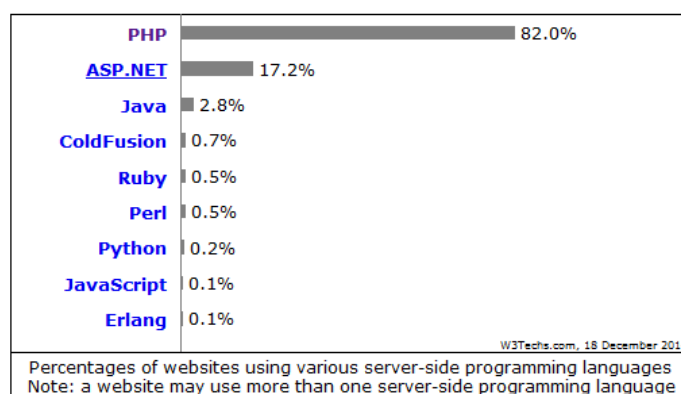 PHP 82.0%
ASP.NET 17.2%
Java 2.8%
ColdFusion 0.7%
Ruby 0.5%
Perl 0.5%
Python 0.2%
JavaScript 0.1%
Erlang 0.1%
W3Techs.com, 18 December 201
Percentages of websites using various server-side programming languages
Note: a website may use more than one server-side programming language